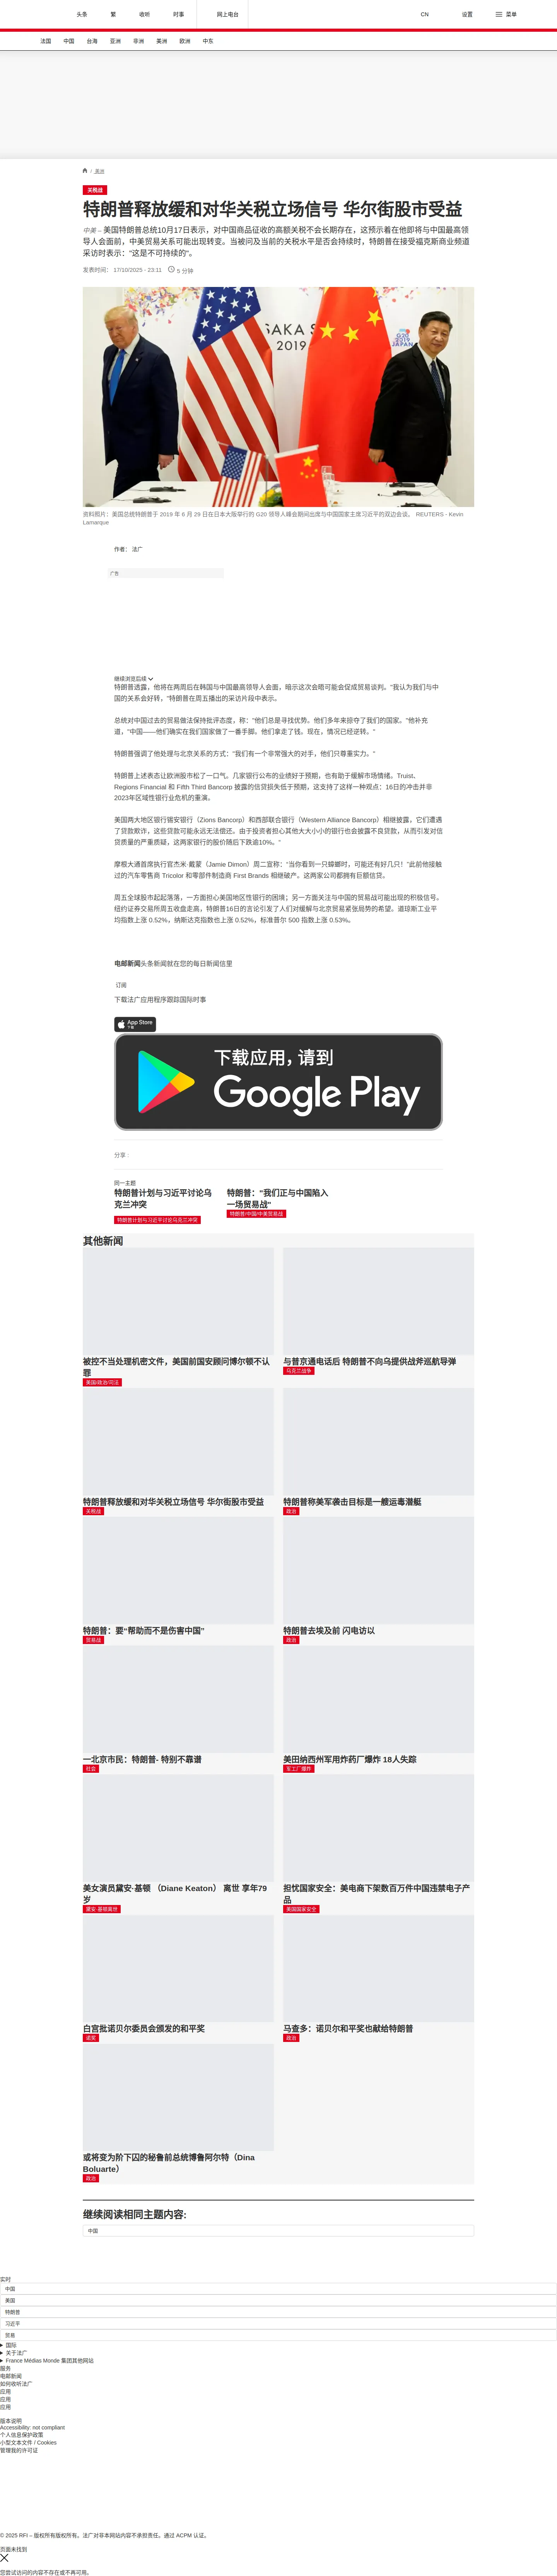 头条
繁
收听
时事
网上电台
CN
设置
菜单
法国
中国
台海
亚洲
非洲
美洲
欧洲
中东
/ 美洲
关税战
特朗普释放缓和对华关税立场信号 华尔街股市受益
中美 – 美国特朗普总统10月17日表示，对中国商品征收的高额关税不会长期存在，这预示着在他即将与中国最高领
导人会面前，中美贸易关系可能出现转变。当被问及当前的关税水平是否会持续时，特朗普在接受福克斯商业频道
采访时表示："这是不可持续的"。
发表时间： 17/10/2025 - 23:11
5 分钟
SAKA S
2019
G20
JAPAN
资料照片：美国总统特朗普于 2019 年 6 月 29 日在日本大阪举行的 G20 领导人峰会期间出席与中国国家主席习近平的双边会谈。 REUTERS - Kevin
Lamarque
作者： 法广
广告
继续浏览后续
特朗普透露，他将在两周后在韩国与中国最高领导人会面，暗示这次会晤可能会促成贸易谈判。"我认为我们与中
国的关系会好转，"特朗普在周五播出的采访片段中表示。
总统对中国过去的贸易做法保持批评态度，称："他们总是寻找优势。他们多年来掠夺了我们的国家。"他补充
道，"中国——他们确实在我们国家做了一番手脚。他们拿走了钱。现在，情况已经逆转。"
特朗普强调了他处理与北京关系的方式："我们有一个非常强大的对手，他们只尊重实力。"
特朗普上述表态让欧洲股市松了一口气。几家银行公布的业绩好于预期，也有助于缓解市场情绪。Truist、
Regions Financial 和 Fifth Third Bancorp 披露的信贷损失低于预期，这支持了这样一种观点：16日的冲击并非
2023年区域性银行业危机的重演。
美国两大地区银行锡安银行（Zions Bancorp）和西部联合银行（Western Alliance Bancorp）相继披露，它们遭遇
了贷款欺诈，这些贷款可能永远无法偿还。由于投资者担心其他大大小小的银行也会披露不良贷款，从而引发对信
贷质量的严重质疑，这两家银行的股价随后下跌逾10%。"
摩根大通首席执行官杰米·戴蒙（Jamie Dimon）周二宣称："当你看到一只蟑螂时，可能还有好几只！"此前他接触
过的汽车零售商 Tricolor 和零部件制造商 First Brands 相继破产。这两家公司都拥有巨额信贷。
周五全球股市起起落落，一方面担心美国地区性银行的困境；另一方面关注与中国的贸易战可能出现的积极信号。
纽约证券交易所周五收盘走高，特朗普16日的言论引发了人们对缓解与北京贸易紧张局势的希望。道琼斯工业平
均指数上涨 0.52%，纳斯达克指数也上涨 0.52%，标准普尔 500 指数上涨 0.53%。
电邮新闻头条新闻就在您的每日新闻信里
订阅
下载法广应用程序跟踪国际时事
App Store
下载
下载应用，请到
Google Play
分享 :
同一主题
特朗普计划与习近平讨论乌
克兰冲突
特朗普计划与习近平讨论乌克兰冲突
特朗普："我们正与中国陷入
一场贸易战"
特朗普/中国/中美贸易战
其他新闻
被控不当处理机密文件，美国前国安顾问博尔顿不认
罪
美国/政治/司法
与普京通电话后 特朗普不向乌提供战斧巡航导弹
乌克兰战争
特朗普释放缓和对华关税立场信号 华尔街股市受益
关税战
特朗普称美军袭击目标是一艘运毒潜艇
政治
特朗普：要“帮助而不是伤害中国”
贸易战
特朗普去埃及前 闪电访以
政治
一北京市民：特朗普- 特别不靠谱
社会
美田纳西州军用炸药厂爆炸 18人失踪
军工厂爆炸
美女演员黛安·基顿 （Diane Keaton） 离世 享年79
岁
黛安·基顿离世
担忧国家安全：美电商下架数百万件中国违禁电子产
品
美国国家安全
白宫批诺贝尔委员会颁发的和平奖
诺奖
马查多：诺贝尔和平奖也献给特朗普
政治
或将变为阶下囚的秘鲁前总统博鲁阿尔特（Dina
Boluarte）
政治
继续阅读相同主题内容:
中国
实时
中国
美国
特朗普
习近平
贸易
国际
关于法广
France Médias Monde 集团其他网站
服务
电邮新闻
如何收听法广
应用
应用
应用
版本说明
Accessibility: not compliant
个人信息保护政策
小型文本文件 / Cookies
管理我的许可证
© 2025 RFI – 版权所有版权所有。法广对非本网站内容不承担责任。通过 ACPM 认证。
页面未找到
您尝试访问的内容不存在或不再可用。